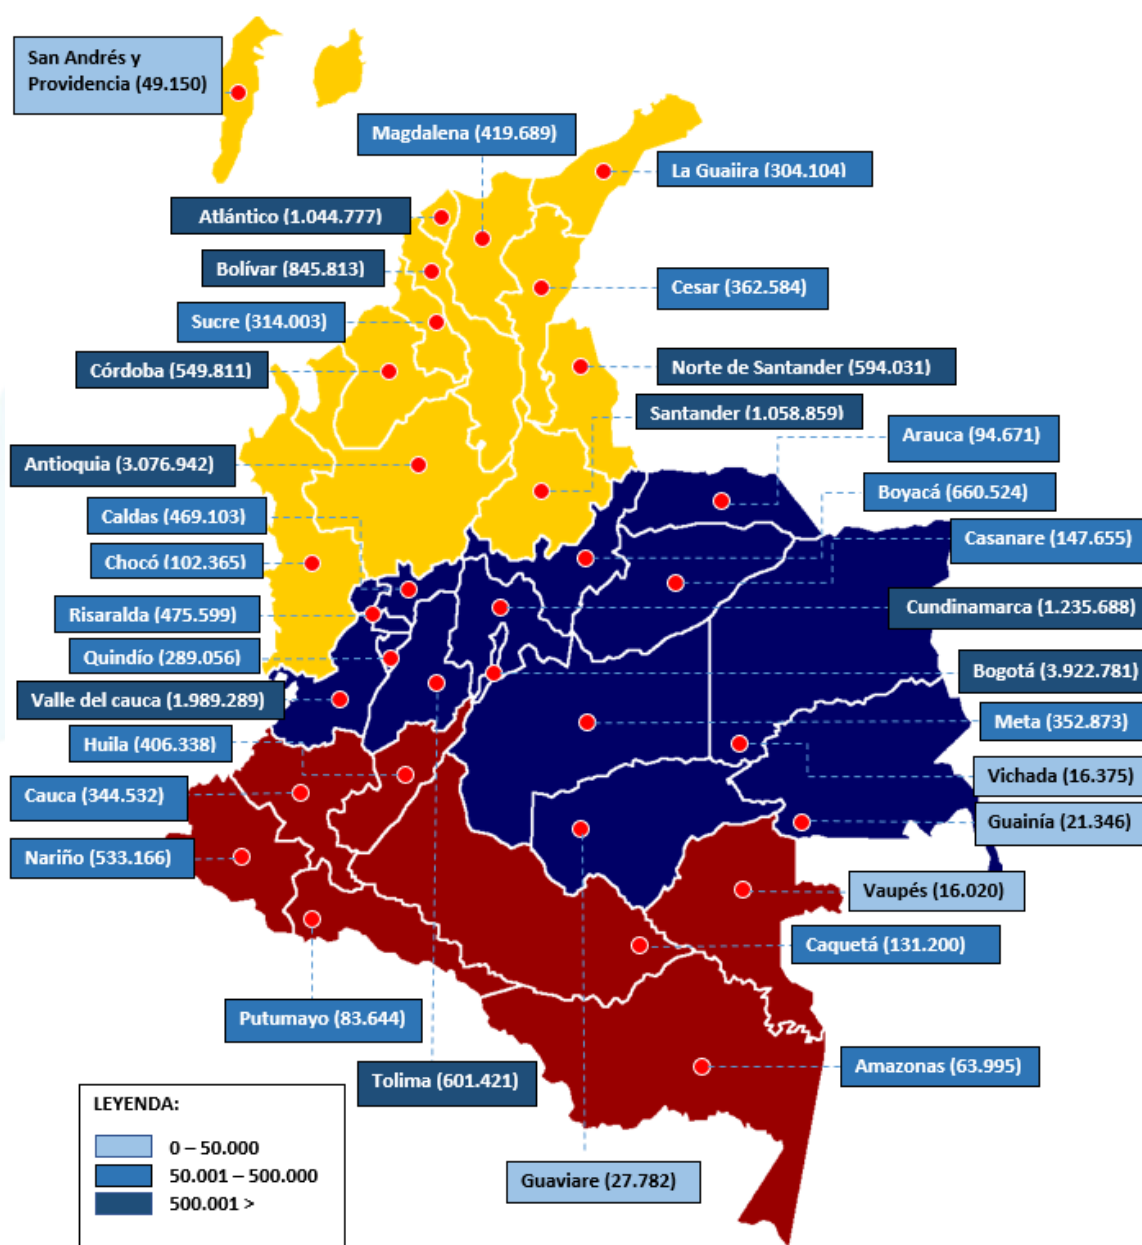 San Andrés y
Providencia (49.150)
Magdalena (419.689)
La Guajira (304.104)
Atlántico (1.044.777)
Bolívar (845.813)
Cesar (362.584)
Sucre (314.003)
Córdoba (549.811)
Norte de Santander (594.031)
Santander (1.058.859)
Arauca (94.671)
Antioquia (3.076.942)
Boyacá (660.524)
Caldas (469.103)
Casanare (147.655)
Chocó (102.365)
Risaralda (475.599)
Cundinamarca (1.235.688)
Quindío (289.056)
Bogotá (3.922.781)
Valle del cauca (1.989.289)
Meta (352.873)
Huila (406.338)
Vichada (16.375)
Cauca (344.532)
Guainía (21.346)
Nariño (533.166)
Vaupés (16.020)
Caquetá (131.200)
Putumayo (83.644)
Amazonas (63.995)
Tolima (601.421)
Guaviare (27.782)
LEYENDA:
0 – 50.000
50.001 – 500.000
500.001 >